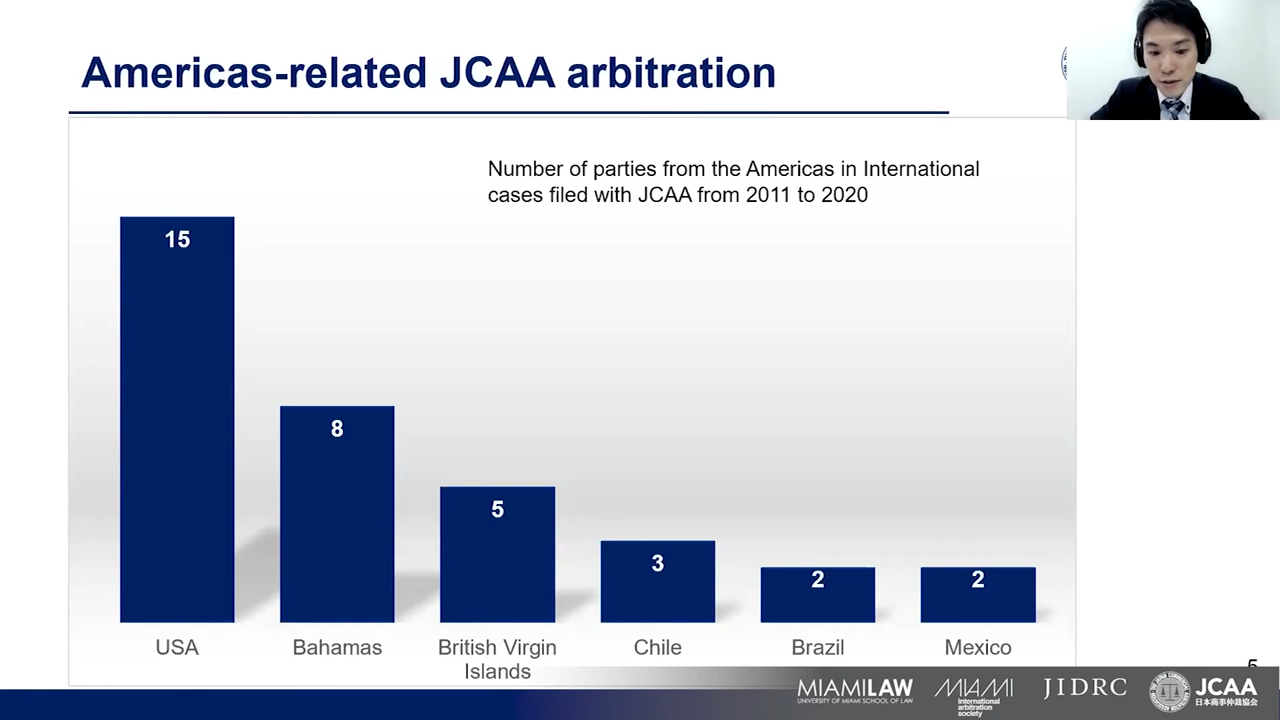 Americas-related JCAA arbitration
Number of parties from the Americas in International
cases filed with JCAA from 2011 to 2020
15
8
5
3
2
2
USA
Bahamas
British Virgin
Islands
Chile
Brazil
Mexico
MIAMILAW
UNIVERSITY OF MIAMI SCHOOL OF LAW
MIAMI
international
arbitration
society
JIDRC
JCAA
日本商事仲裁協会